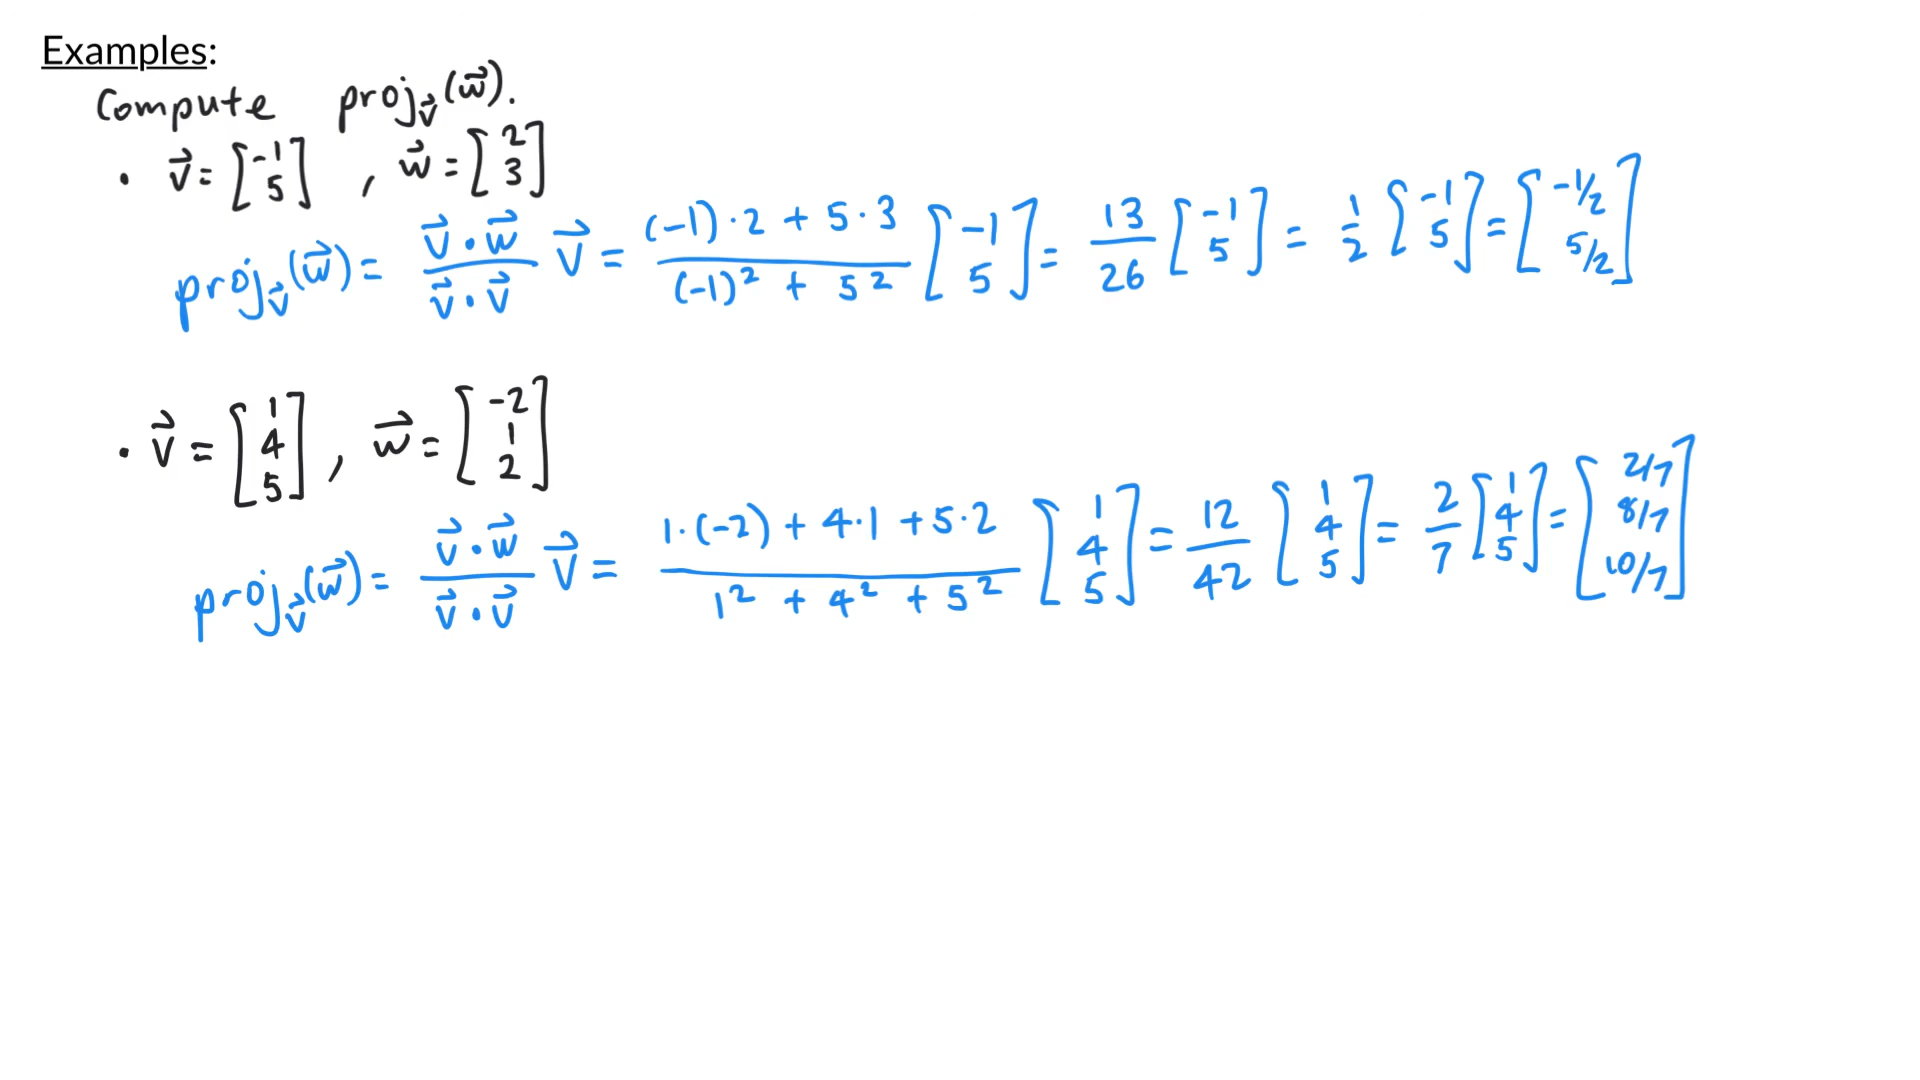 Examples:
Compute proj_v⃗(w⃗).
• v⃗ = [-1 5], w⃗ = [2 3]
proj_v⃗(w⃗) = (v⃗ • w⃗)/(v⃗ • v⃗) v⃗ = ((-1)·2 + 5·3)/((-1)² + 5²) [-1 5] = 13/26 [-1 5] = 1/2 [-1 5] = [-1/2 5/2]
• v⃗ = [1 4 5], w⃗ = [-2 1 2]
proj_v⃗(w⃗) = (v⃗ • w⃗)/(v⃗ • v⃗) v⃗ = (1·(-2) + 4·1 + 5·2)/(1² + 4² + 5²) [1 4 5] = 12/42 [1 4 5] = 2/7 [1 4 5] = [2/7 8/7 10/7]